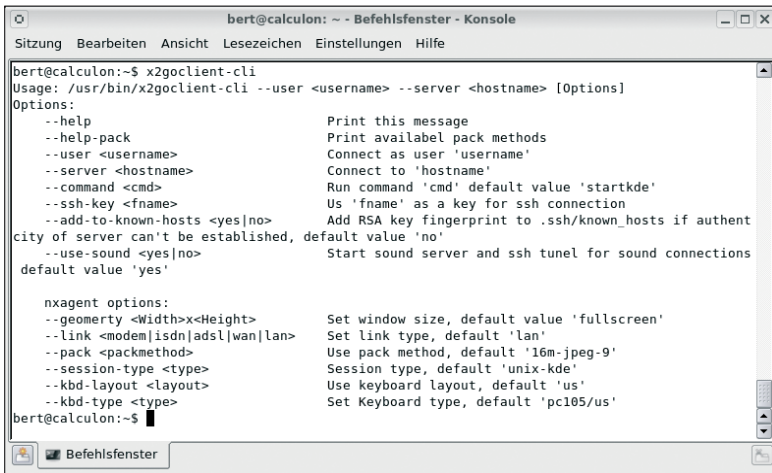 bert@calculon: ~ - Befehlsfenster - Konsole
Sitzung Bearbeiten Ansicht Lesezeichen Einstellungen Hilfe
bert@calculon:~$ x2goclient-cli
Usage: /usr/bin/x2goclient-cli --user <username> --server <hostname> [Options]
Options:
--help Print this message
--help-pack Print availabel pack methods
--user <username> Connect as user 'username'
--server <hostname> Connect to 'hostname'
--command <cmd> Run command 'cmd' default value 'startkde'
--ssh-key <fname> Us 'fname' as a key for ssh connection
--add-to-known-hosts <yes|no> Add RSA key fingerprint to .ssh/known_hosts if authent
city of server can't be established, default value 'no'
--use-sound <yes|no> Start sound server and ssh tunel for sound connections
default value 'yes'
nxagent options:
--geomerty <Width>x<Height> Set window size, default value 'fullscreen'
--link <modem|isdn|adsl|wan|lan> Set link type, default 'lan'
--pack <packmethod> Use pack method, default '16m-jpeg-9'
--session-type <type> Session type, default 'unix-kde'
--kbd-layout <layout> Use keyboard layout, default 'us'
--kbd-type <type> Set Keyboard type, default 'pc105/us'
bert@calculon:~$
Befehlsfenster